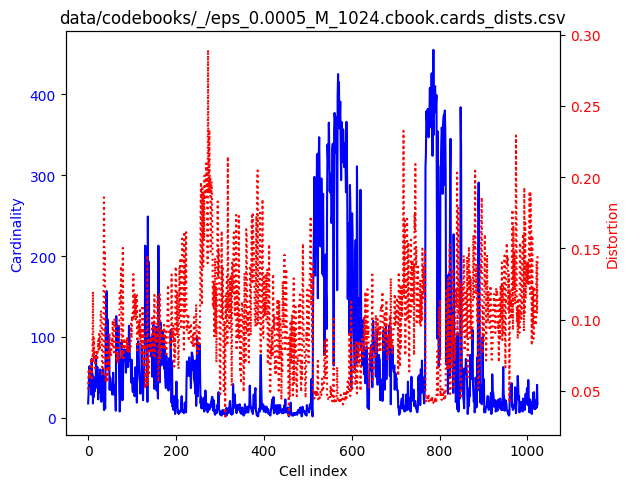 data/codebooks/_/eps_0.0005_M_1024.cbook.cards_dists.csv
0.30
400
0.25
300
0.20
Cardinality
Distortion
200
0.15
100
0.10
0.05
0
0 200 400 600 800 1000
Cell index